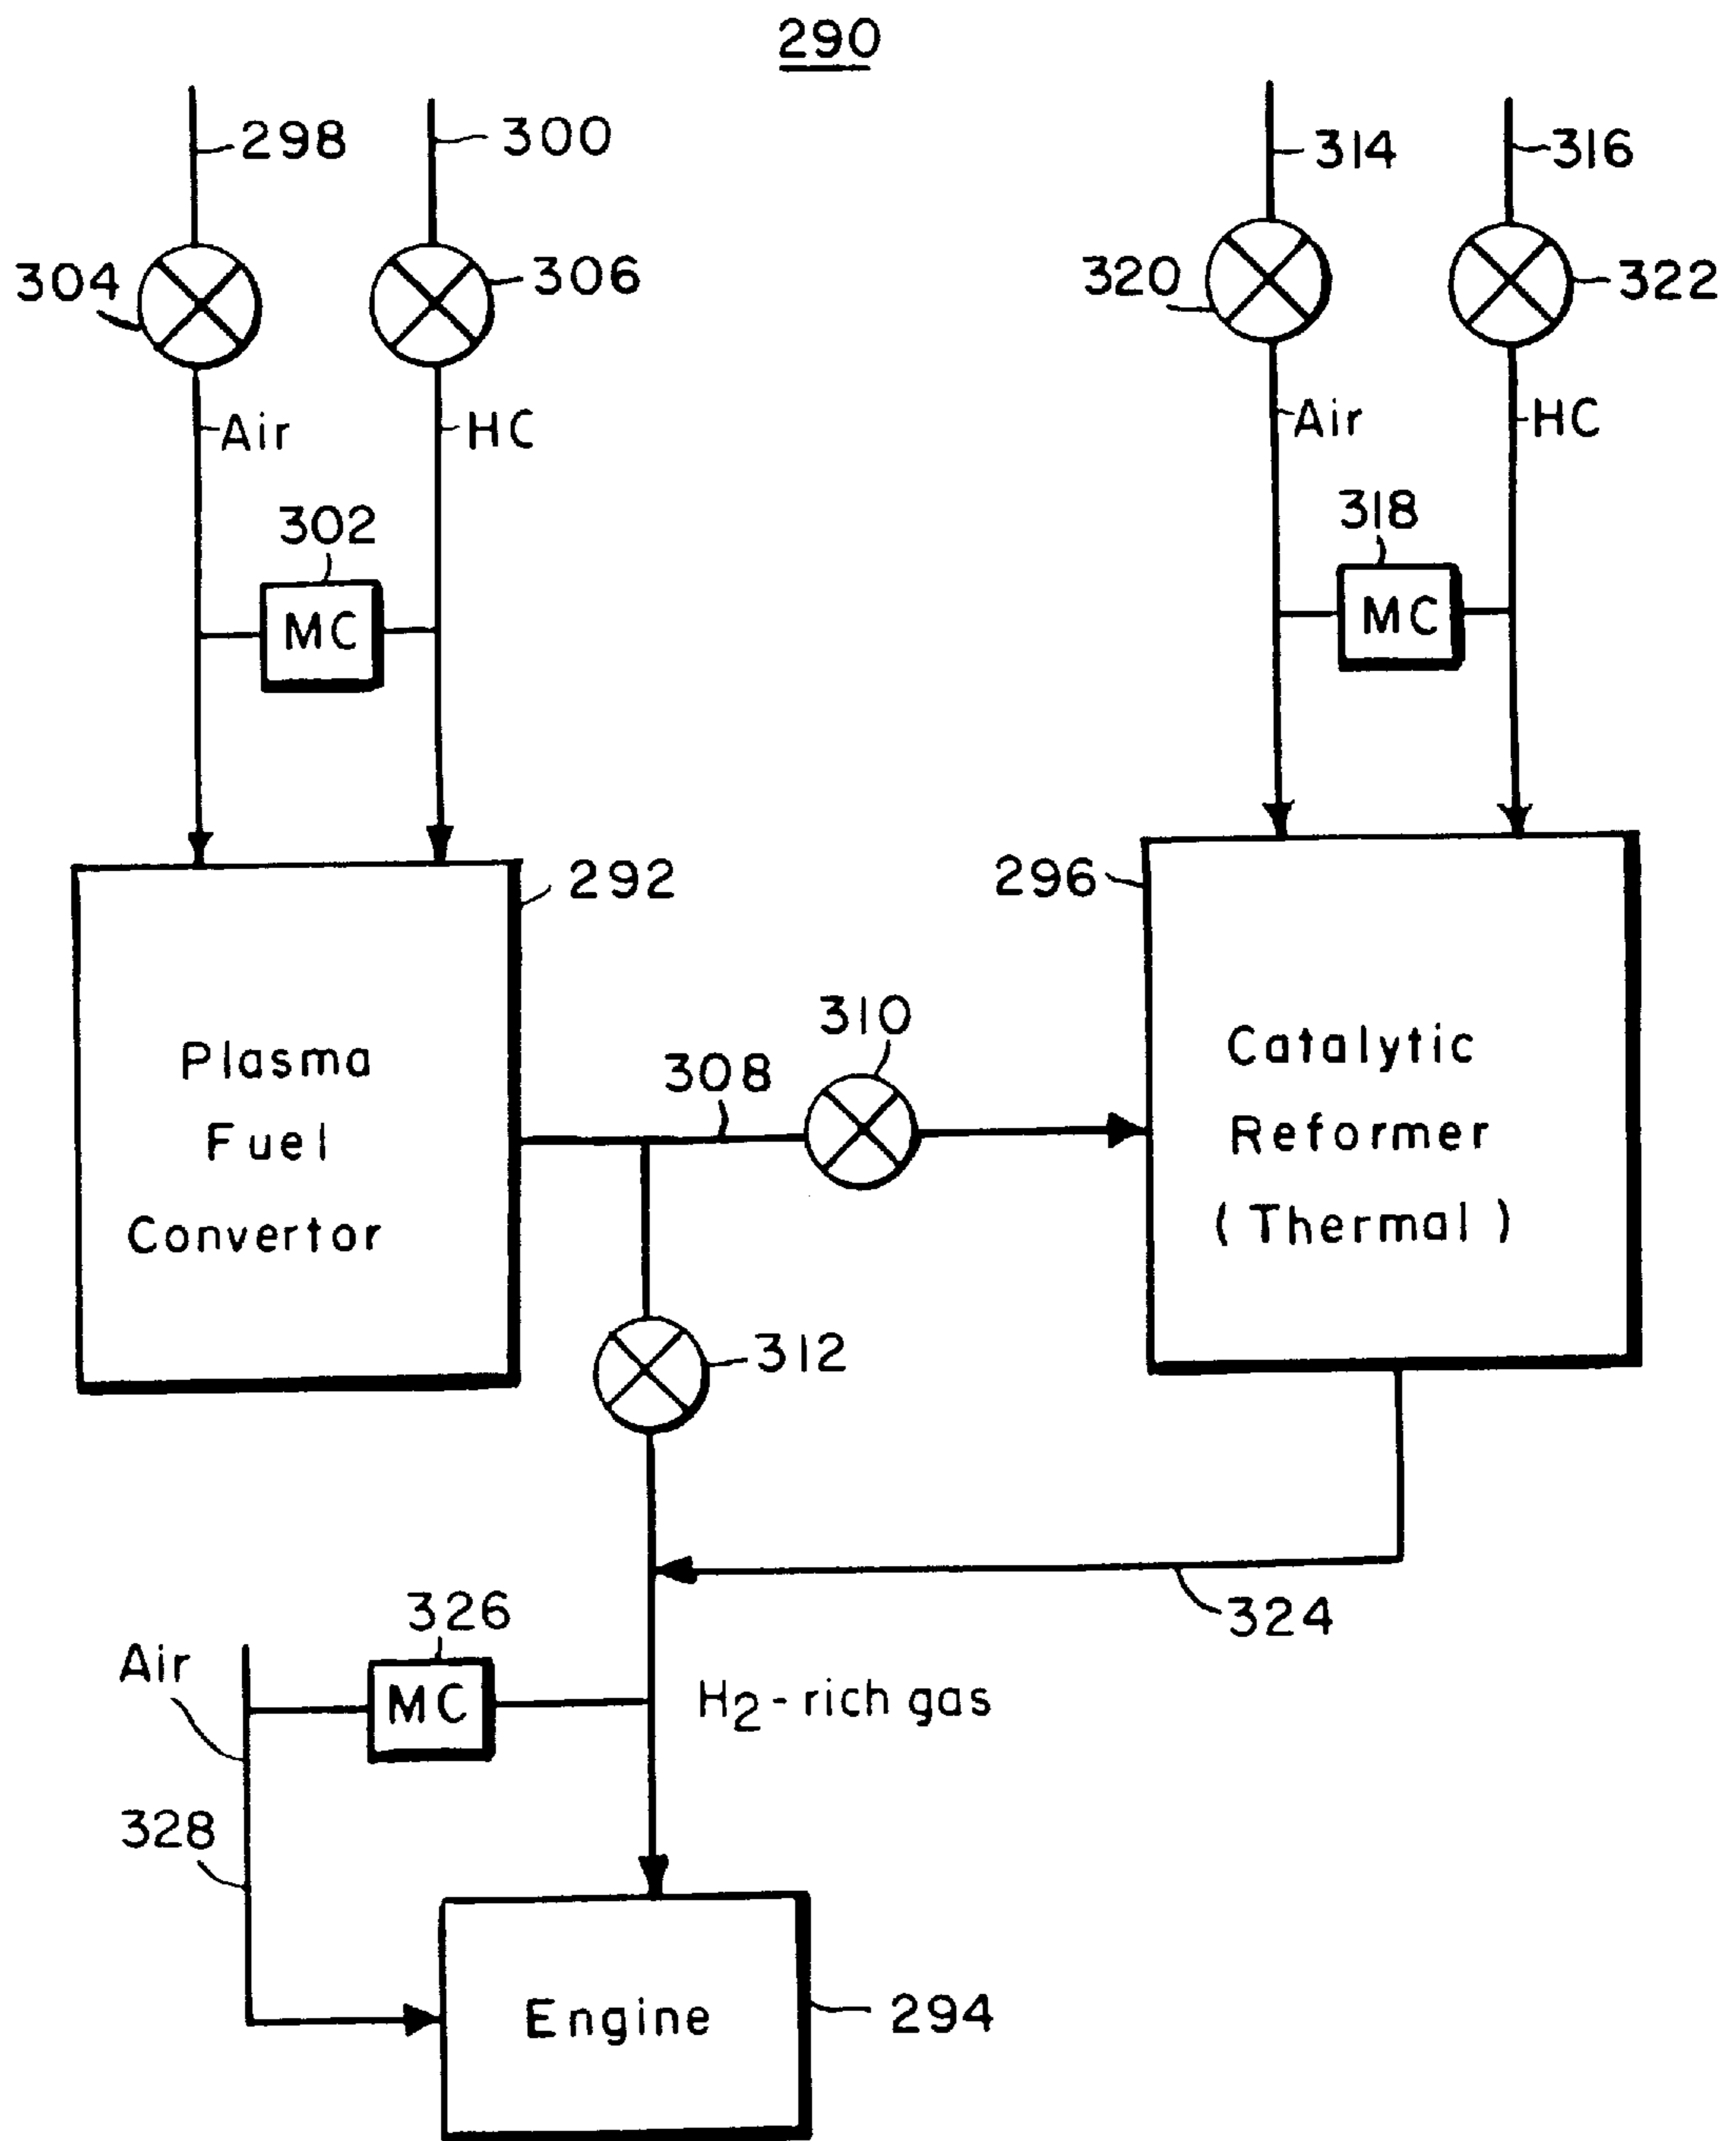 290
298
300
314
316
304
306
320
322
Air
HC
Air
HC
302
318
MC
MC
292
296
Plasma
Fuel
Convertor
308
310
Catalytic
Reformer
(Thermal)
312
324
326
Air
MC
H2-rich gas
328
Engine
294